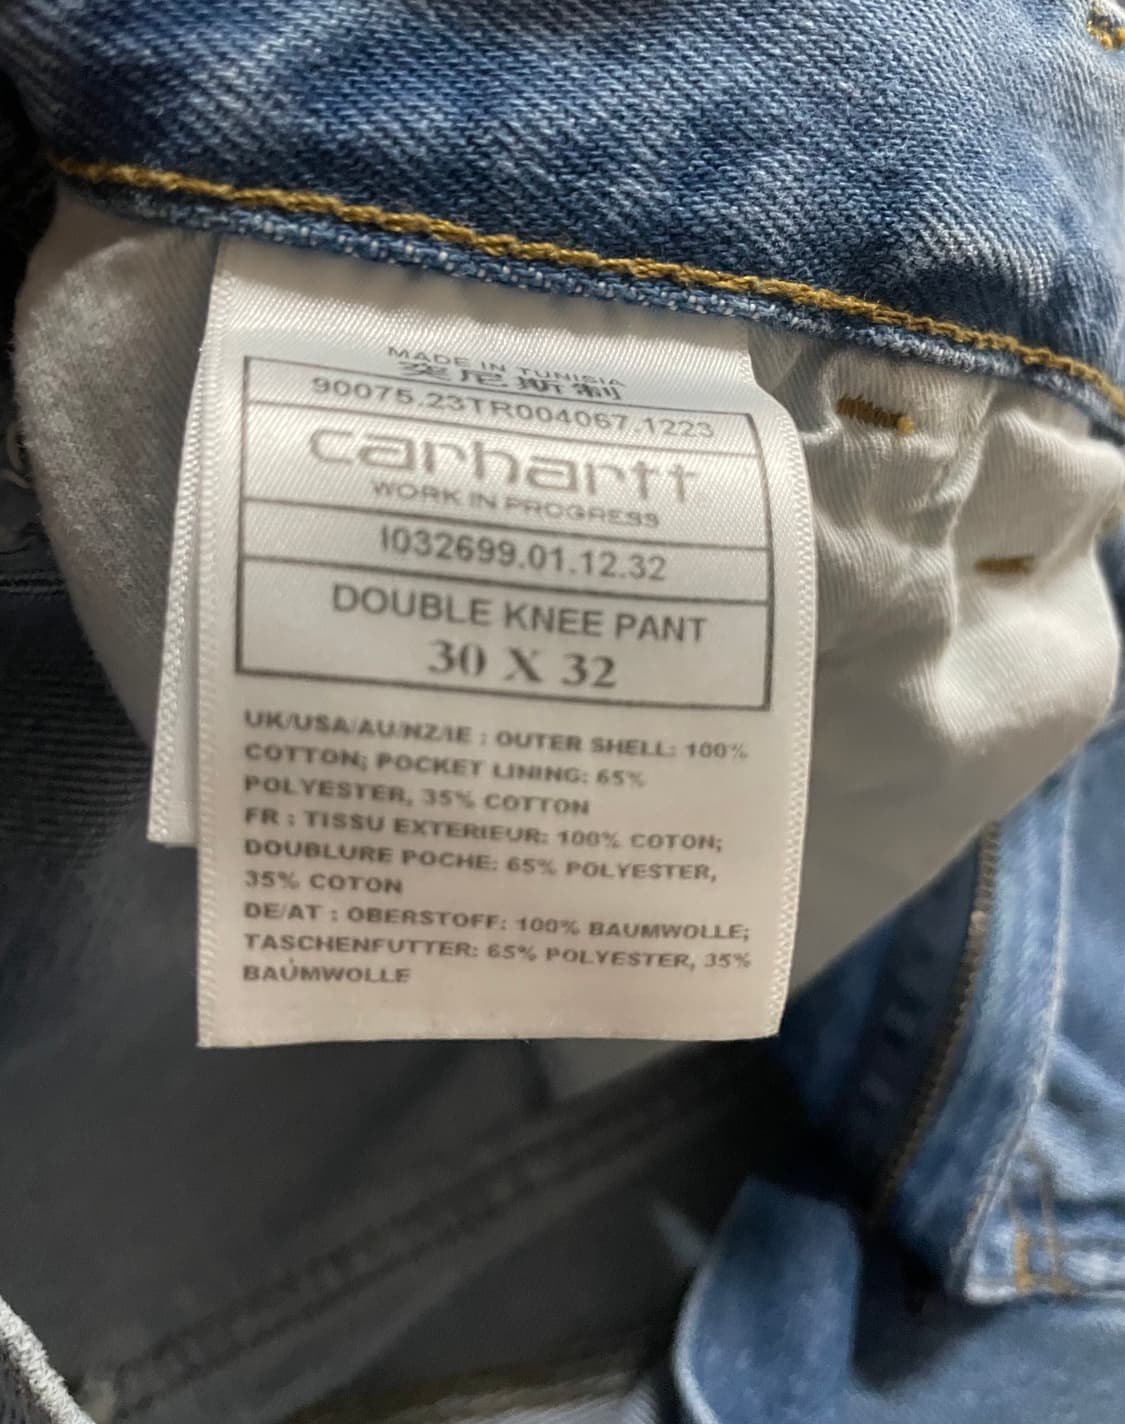 MADE IN TUNISIA
突尼斯制
90075.23TR004067.1223
carhartt
WORK IN PROGRESS
I032699.01.12.32
DOUBLE KNEE PANT
30 X 32
UK/USA/AU/NZ/IE : OUTER SHELL: 100%
COTTON; POCKET LINING: 65%
POLYESTER, 35% COTTON
FR : TISSU EXTERIEUR: 100% COTON;
DOUBLURE POCHE: 65% POLYESTER,
35% COTON
DE/AT : OBERSTOFF: 100% BAUMWOLLE;
TASCHENFUTTER: 65% POLYESTER, 35%
BAUMWOLLE